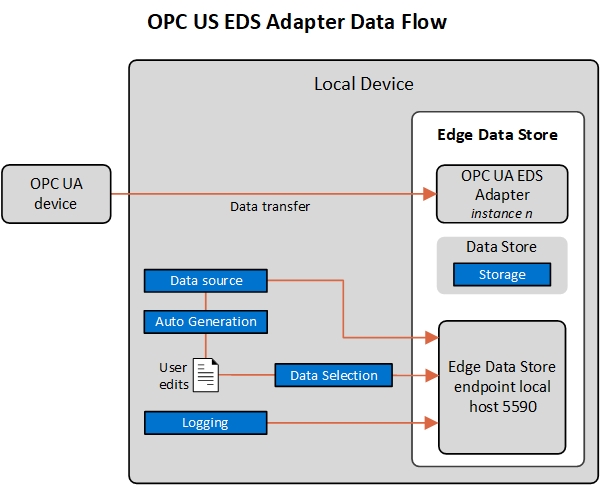 OPC US EDS Adapter Data Flow
Local Device
Edge Data Store
OPC UA
device
Data transfer
OPC UA EDS
Adapter
instance n
Data Store
Storage
Data source
Auto Generation
User
edits
Data Selection
Logging
Edge Data Store
endpoint local
host 5590